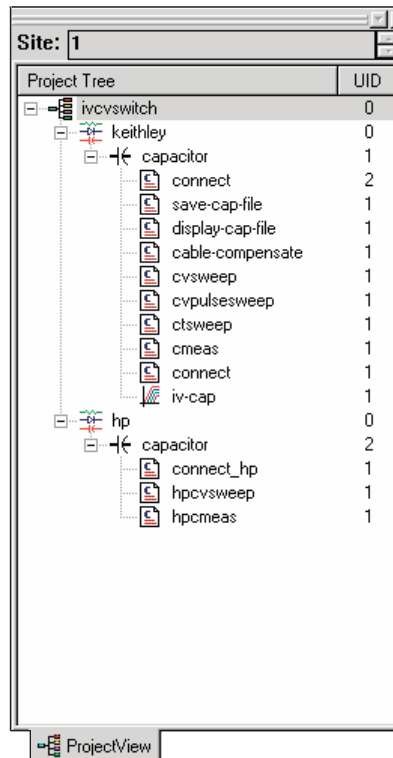 Site: 1
Project Tree UID
ivcvswitch 0
keithley 0
capacitor 1
connect 2
save-cap-file 1
display-cap-file 1
cable-compensate 1
cvsweep 1
cvpulsesweep 1
ctsweep 1
cmeas 1
connect 1
iv-cap 1
hp 0
capacitor 2
connect_hp 1
hpcvsweep 1
hpcmeas 1
ProjectView